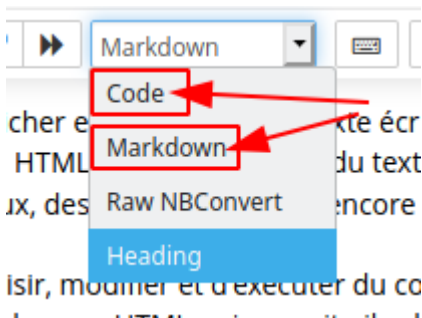 Markdown
Code
cher e
xte écr
Markdown
HTML
du text
ux, des
Raw NBConvert
encore
Heading
isir, modifier et d'exécuter du co